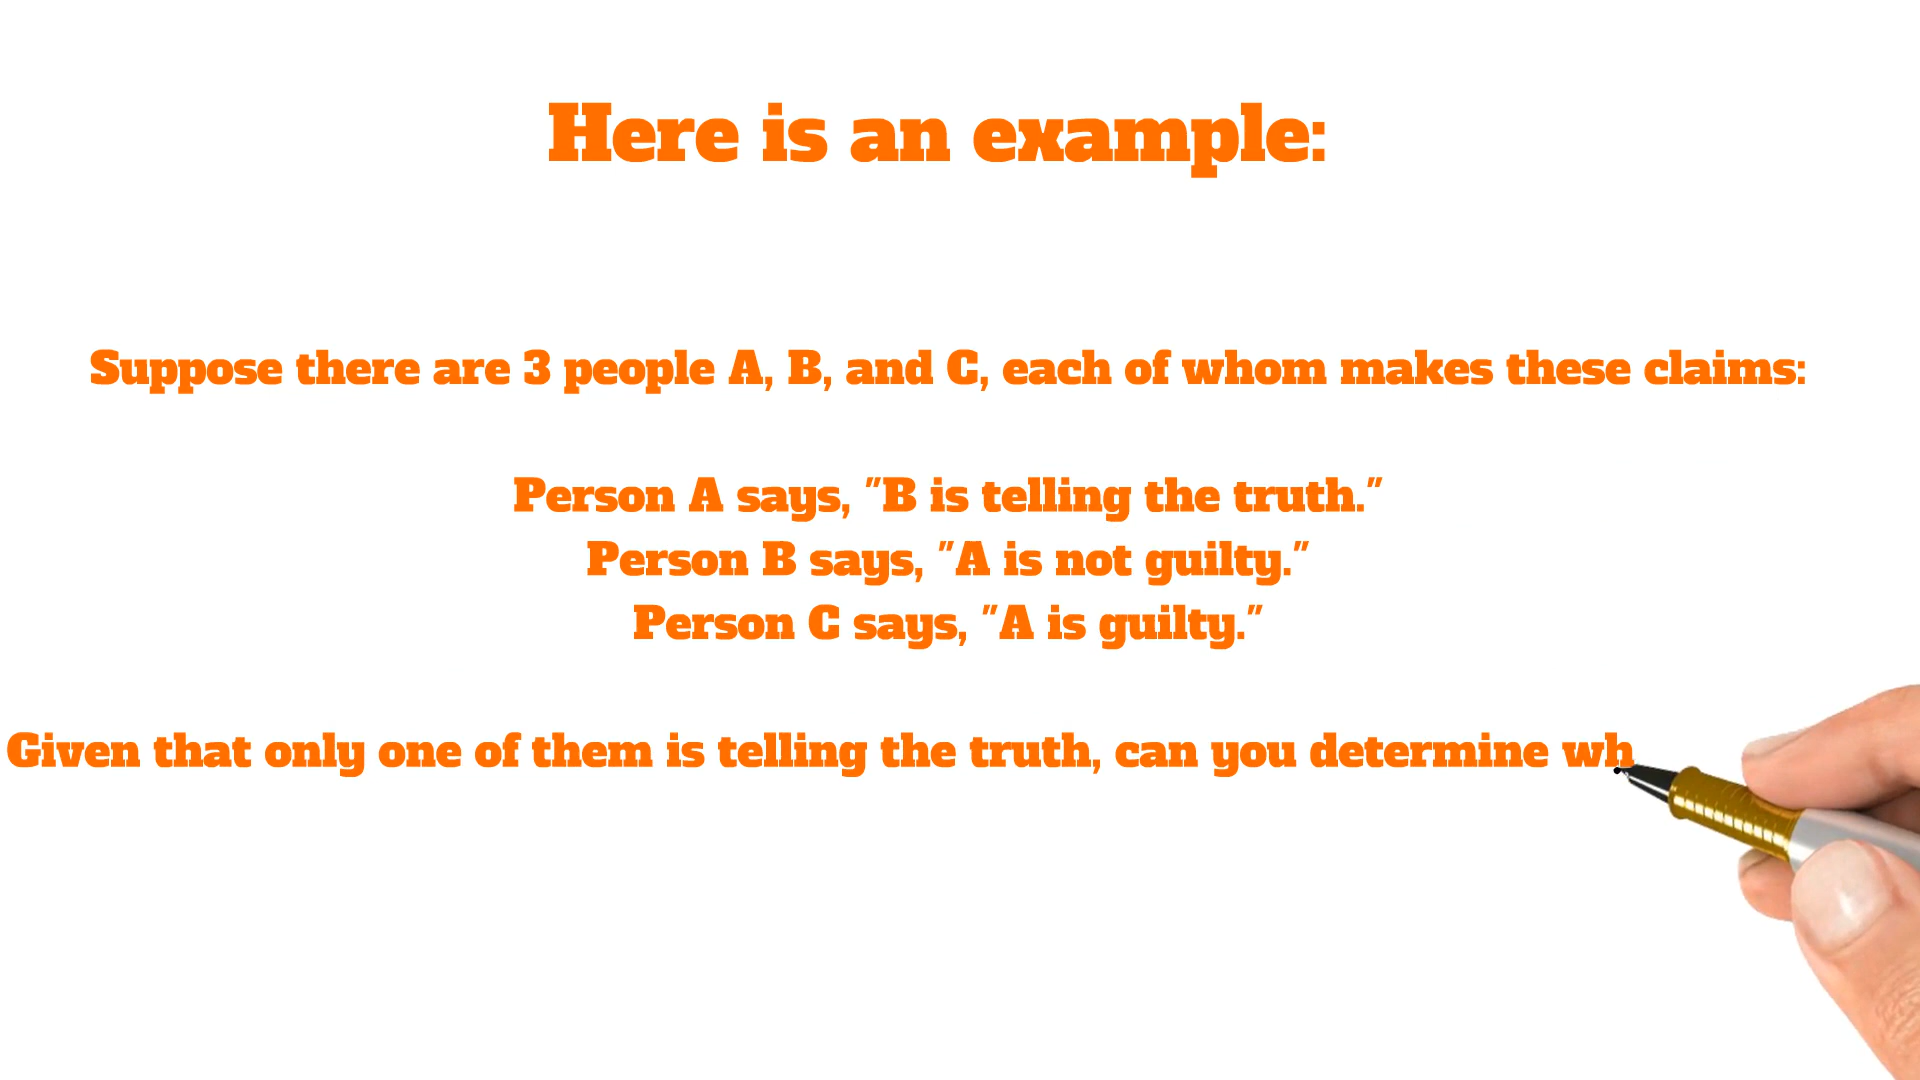 Here is an example:
Suppose there are 3 people A, B, and C, each of whom makes these claims:
Person A says, "B is telling the truth."
Person B says, "A is not guilty."
Person C says, "A is guilty."
Given that only one of them is telling the truth, can you determine wh